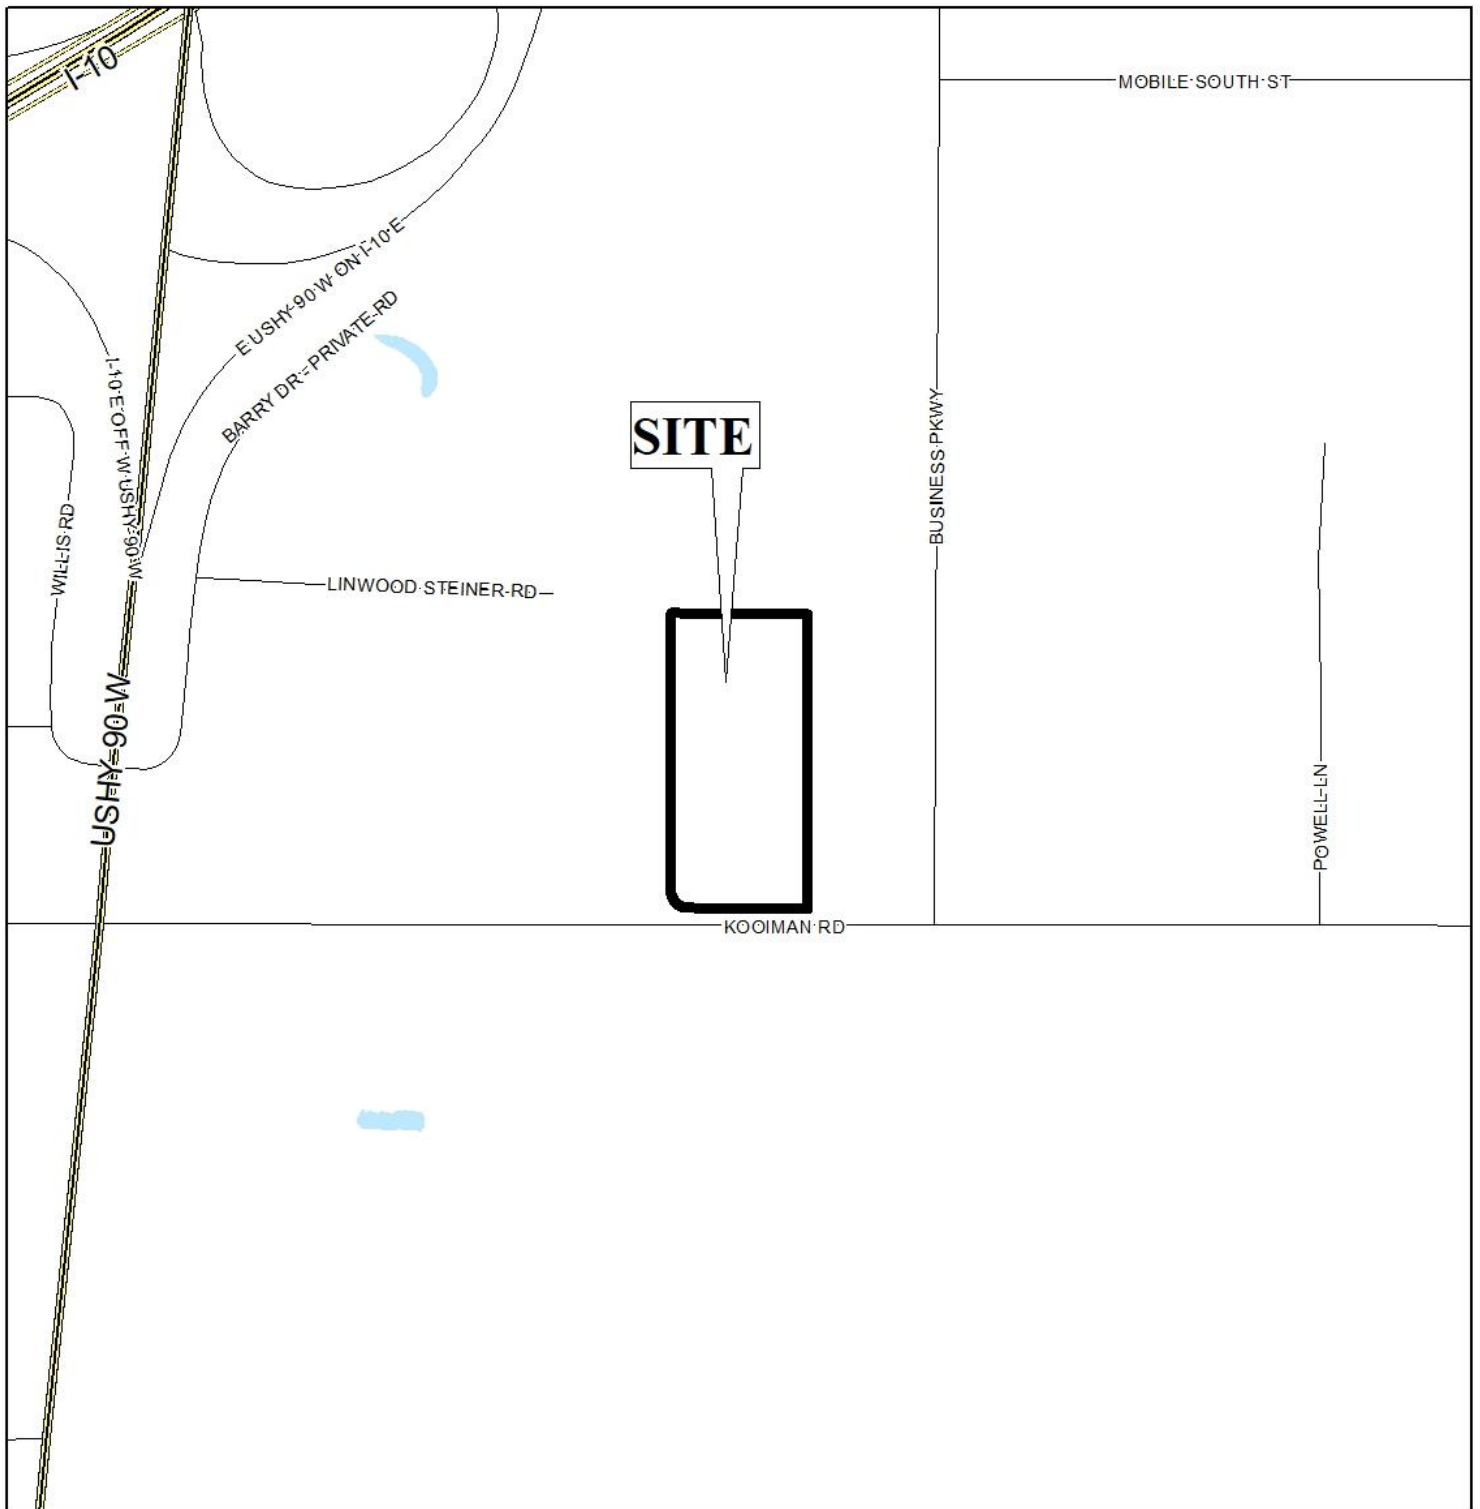 I-10
MOBILE SOUTH ST
E USHY 90 W ON I-10 E
BARRY DR - PRIVATE RD
I-10 E OFF W USHY 90 W
SITE
BUSINESS PKWY
WILLIS RD
LINWOOD STEINER RD
USHY 90 W
POWELL LN
KOOIMAN RD